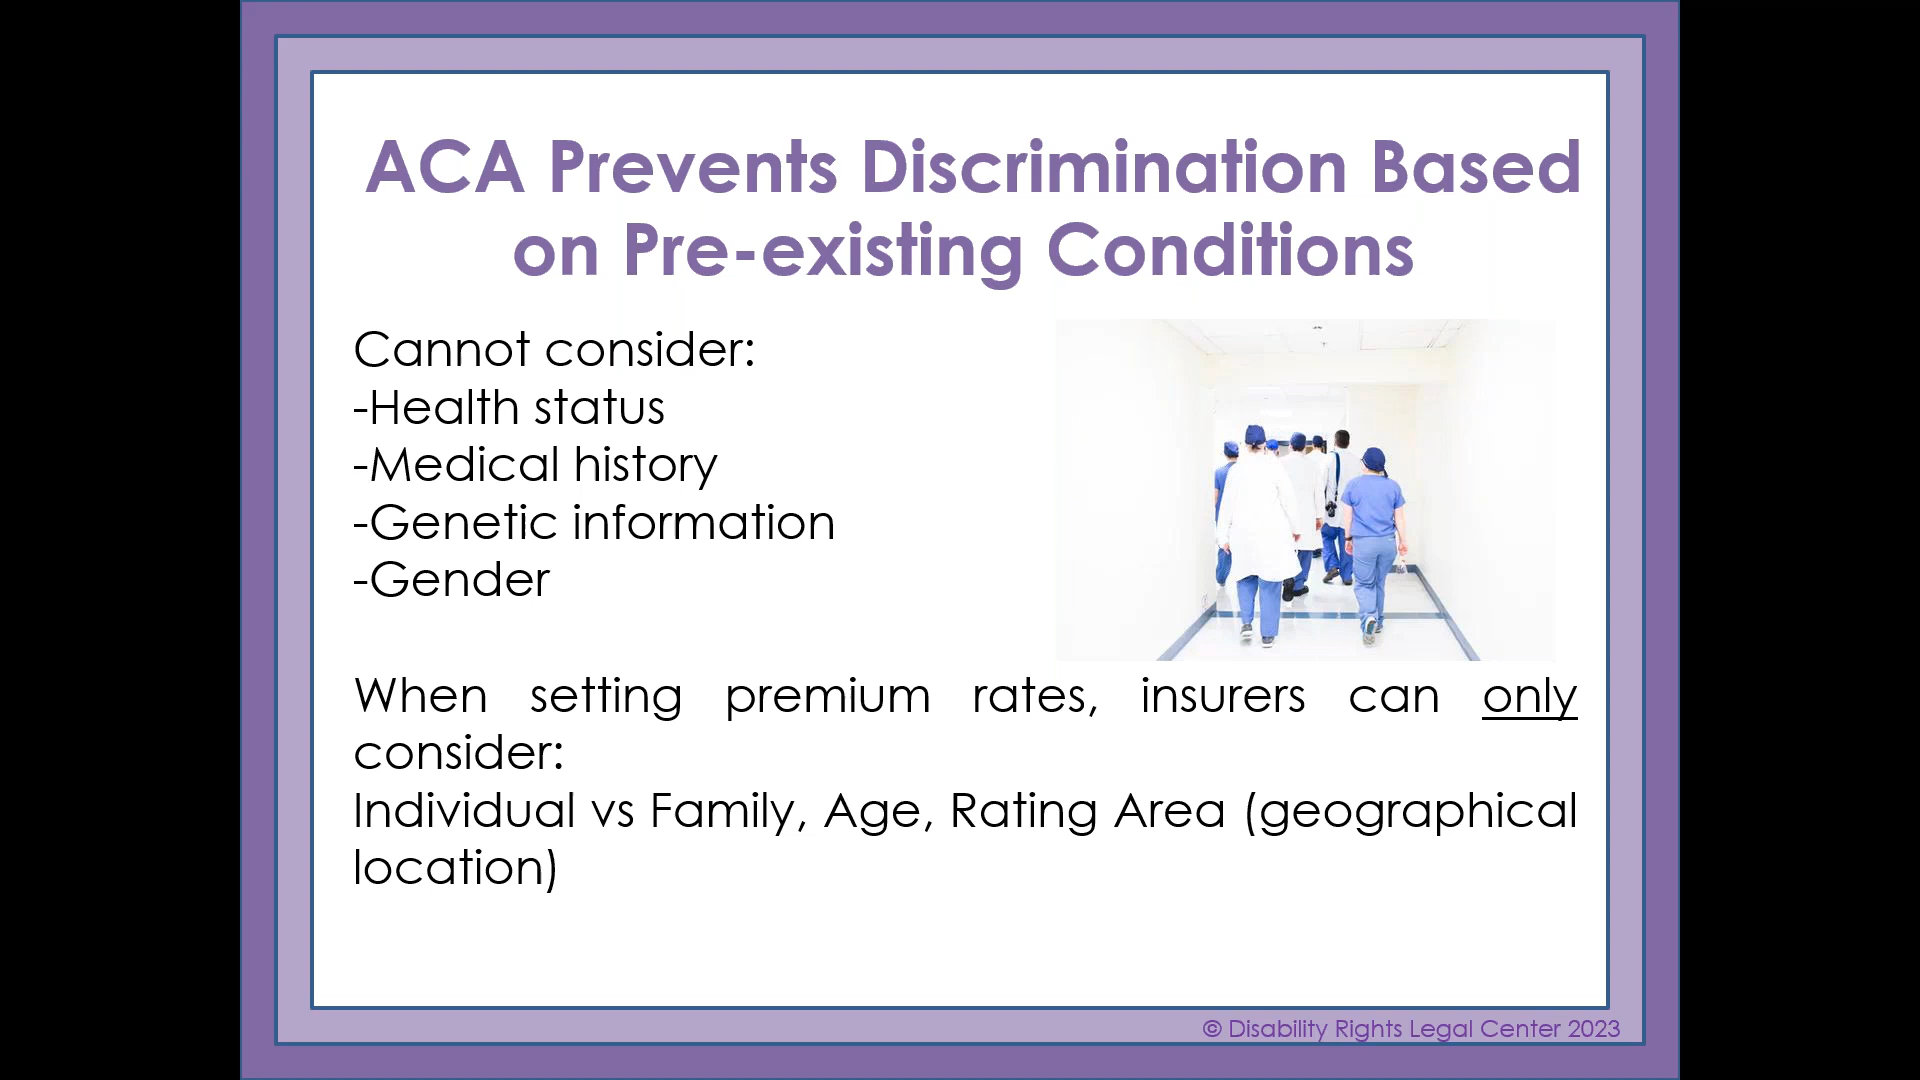 ACA Prevents Discrimination Based
on Pre-existing Conditions
Cannot consider:
-Health status
-Medical history
-Genetic information
-Gender
When setting premium rates, insurers can only
consider:
Individual vs Family, Age, Rating Area (geographical
location)
© Disability Rights Legal Center 2023